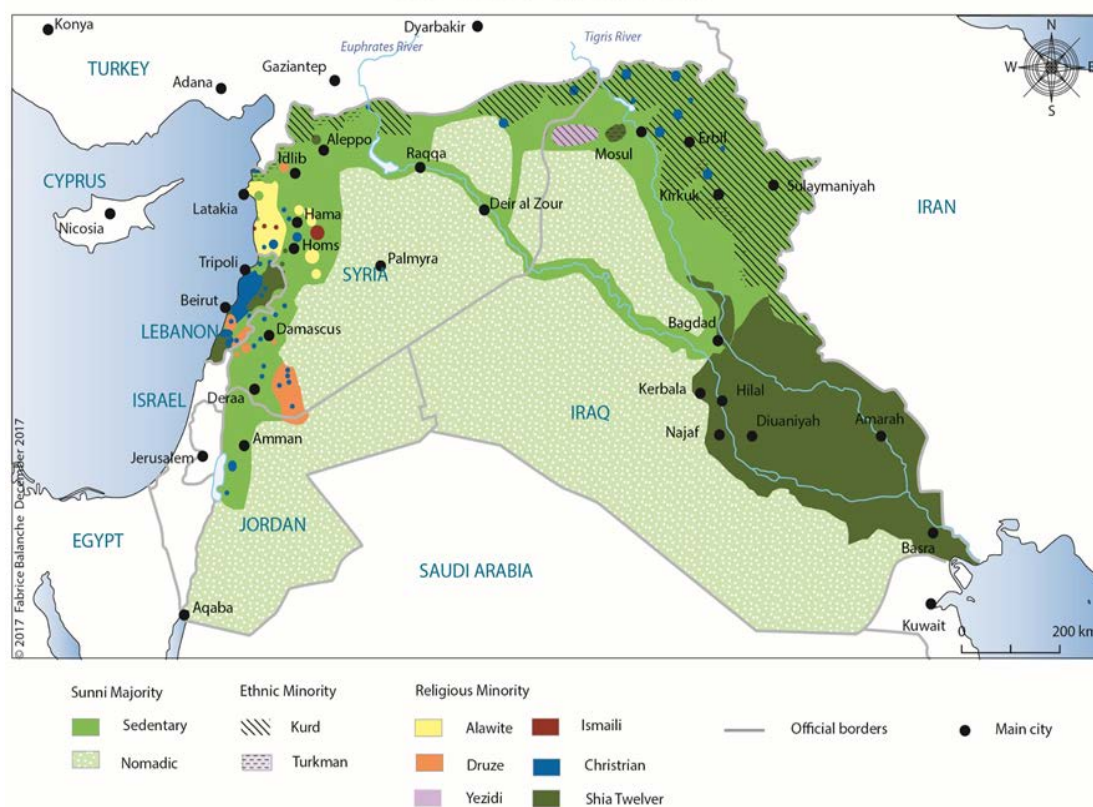 Konya
Dyarbakir
Euphrates River
Tigris River
N
W
E
S
TURKEY
Gaziantep
Adana
Aleppo
Idlib
Raqqa
Mosul
Erbil
CYPRUS
Latakia
Kirkuk
Sulaymaniyah
Nicosia
Hama
Deir al Zour
IRAN
Homs
Tripoli
Palmyra
SYRIA
Beirut
Bagdad
LEBANON
Damascus
Kerbala
Hilal
ISRAEL
Deraa
IRAQ
Diuaniyah
Amarah
Najaf
Amman
Jerusalem
JORDAN
EGYPT
Basra
SAUDI ARABIA
Aqaba
Kuwait
0
200 km
© 2017 Fabrice Balanche December 2017
Sunni Majority
Sedentary
Nomadic
Ethnic Minority
Kurd
Turkman
Religious Minority
Alawite
Druze
Yezidi
Ismaili
Christrian
Shia Twelver
Official borders
Main city